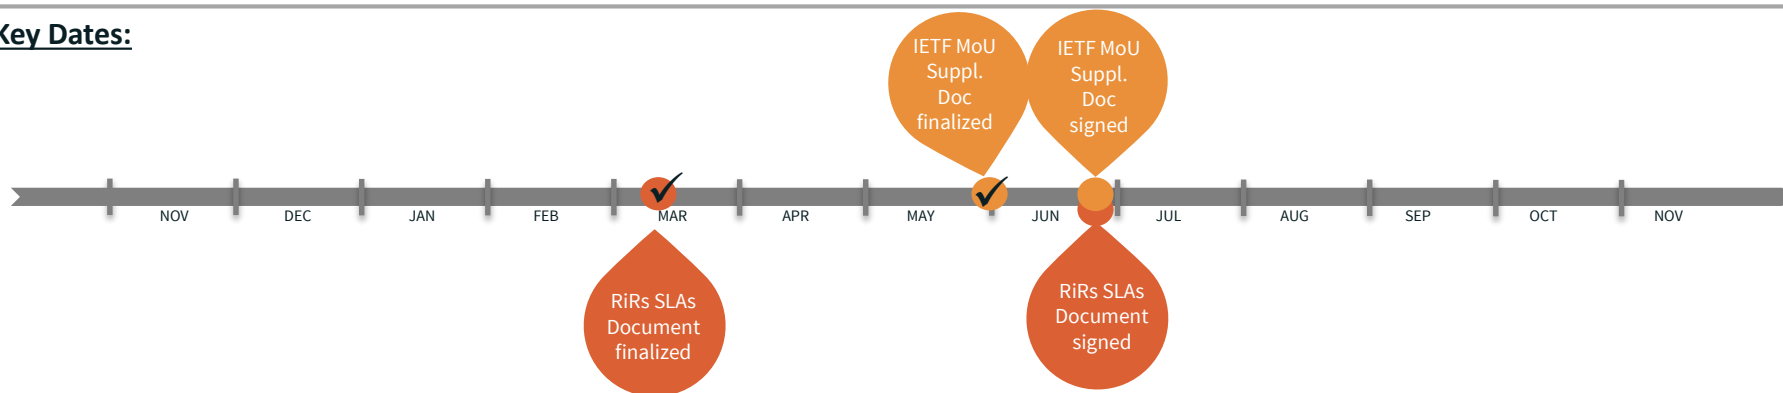 Key Dates:
IETF MoU
Suppl.
Doc
finalized
IETF MoU
Suppl.
Doc
signed
NOV
DEC
JAN
FEB
MAR
APR
MAY
JUN
JUL
AUG
SEP
OCT
NOV
RiRs SLAs
Document
finalized
RiRs SLAs
Document
signed